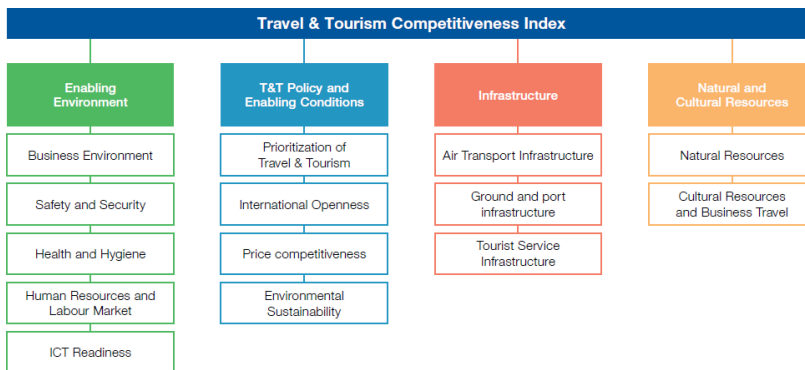 Travel & Tourism Competitiveness Index
Enabling
Environment
Business Environment
Safety and Security
Health and Hygiene
Human Resources and
Labour Market
ICT Readiness
T&T Policy and
Enabling Conditions
Prioritization of
Travel & Tourism
International Openness
Price competitiveness
Environmental
Sustainability
Infrastructure
Air Transport Infrastructure
Ground and port
infrastructure
Tourist Service
Infrastructure
Natural and
Cultural Resources
Natural Resources
Cultural Resources
and Business Travel